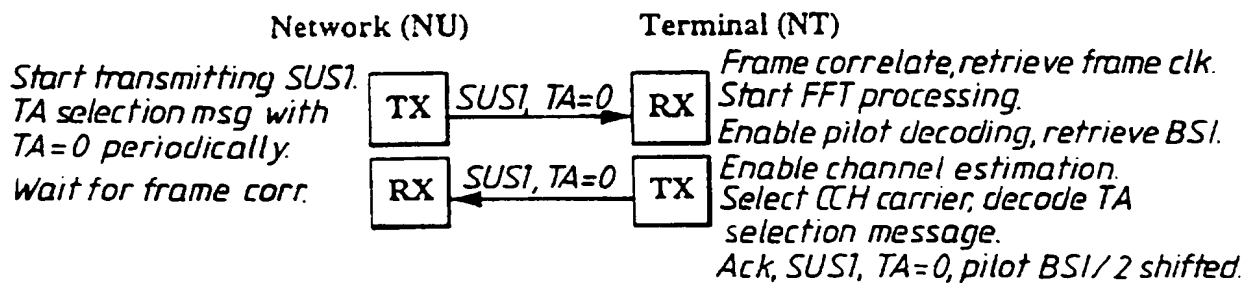 Network (NU) Terminal (NT)
Start transmitting SUS1.
TA selection msg with
TA=0 periodically.
Wait for frame corr.
TX
SUS1, TA=0
RX
RX
SUS1, TA=0
TX
Frame correlate, retrieve frame clk.
Start FFT processing.
Enable pilot decoding, retrieve BSI.
Enable channel estimation.
Select CCH carrier, decode TA
selection message.
Ack, SUS1, TA=0, pilot BSI/2 shifted.